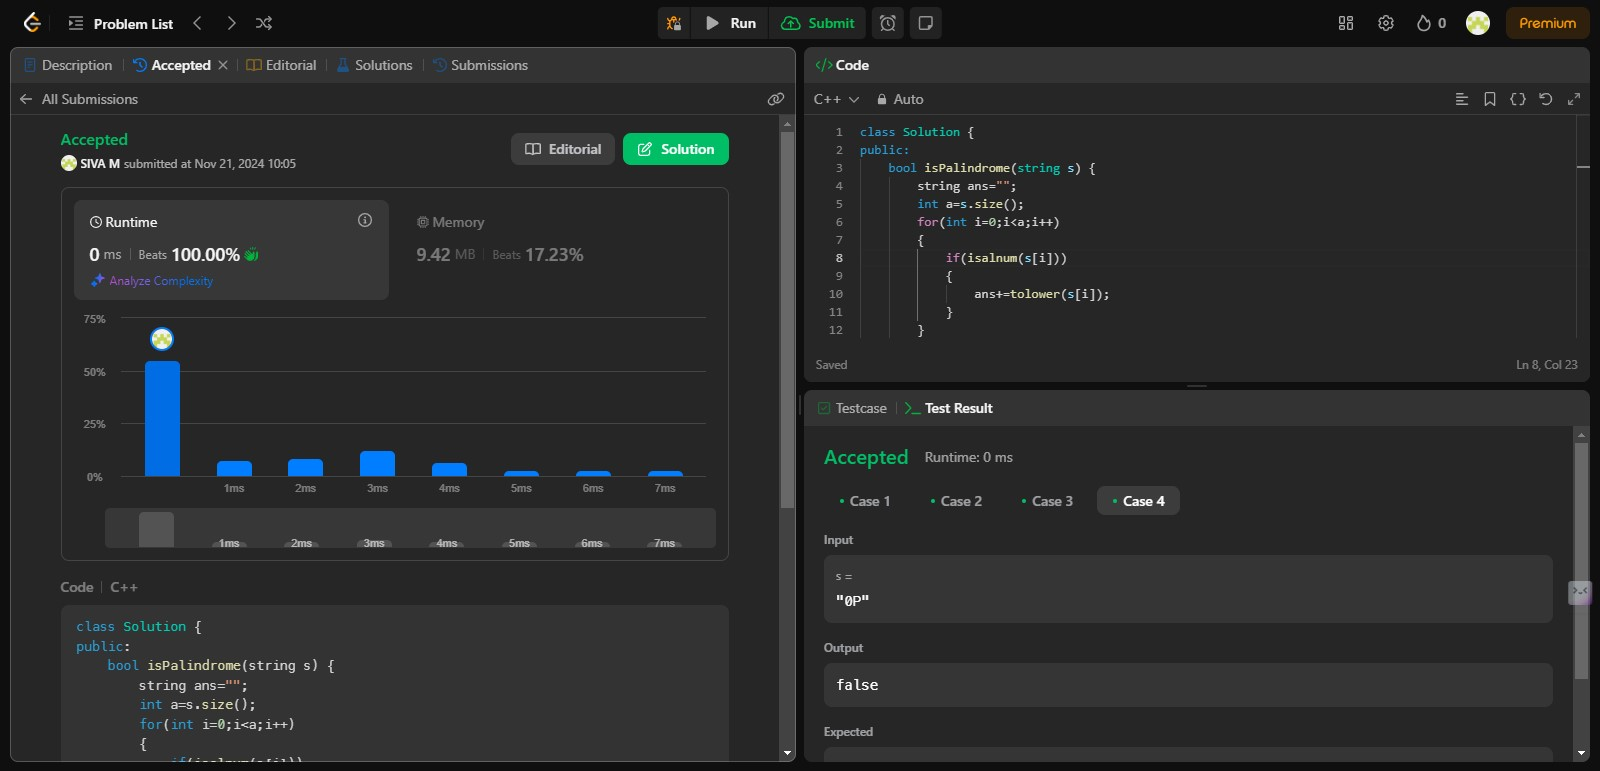 Problem List
Run
Submit
0
Premium
Description
Accepted
Editorial
Solutions
Submissions
All Submissions
Accepted
SIVA M submitted at Nov 21, 2024 10:05
Editorial
Solution
Runtime
0 ms | Beats 100.00%
Analyze Complexity
Memory
9.42 MB | Beats 17.23%
75%
50%
25%
0%
1ms 2ms 3ms 4ms 5ms 6ms 7ms
1ms 2ms 3ms 4ms 5ms 6ms 7ms
Code | C++
class Solution {
public:
    bool isPalindrome(string s) {
        string ans="";
        int a=s.size();
        for(int i=0;i<a;i++)
        {
            if(isalnum(s[i]))
</> Code
C++
Auto
1 class Solution {
2 public:
3     bool isPalindrome(string s) {
4         string ans="";
5         int a=s.size();
6         for(int i=0;i<a;i++)
7         {
8             if(isalnum(s[i]))
9             {
10                 ans+=tolower(s[i]);
11             }
12         }
Saved
Ln 8, Col 23
Testcase
Test Result
Accepted Runtime: 0 ms
Case 1
Case 2
Case 3
Case 4
Input
s =
"0P"
Output
false
Expected